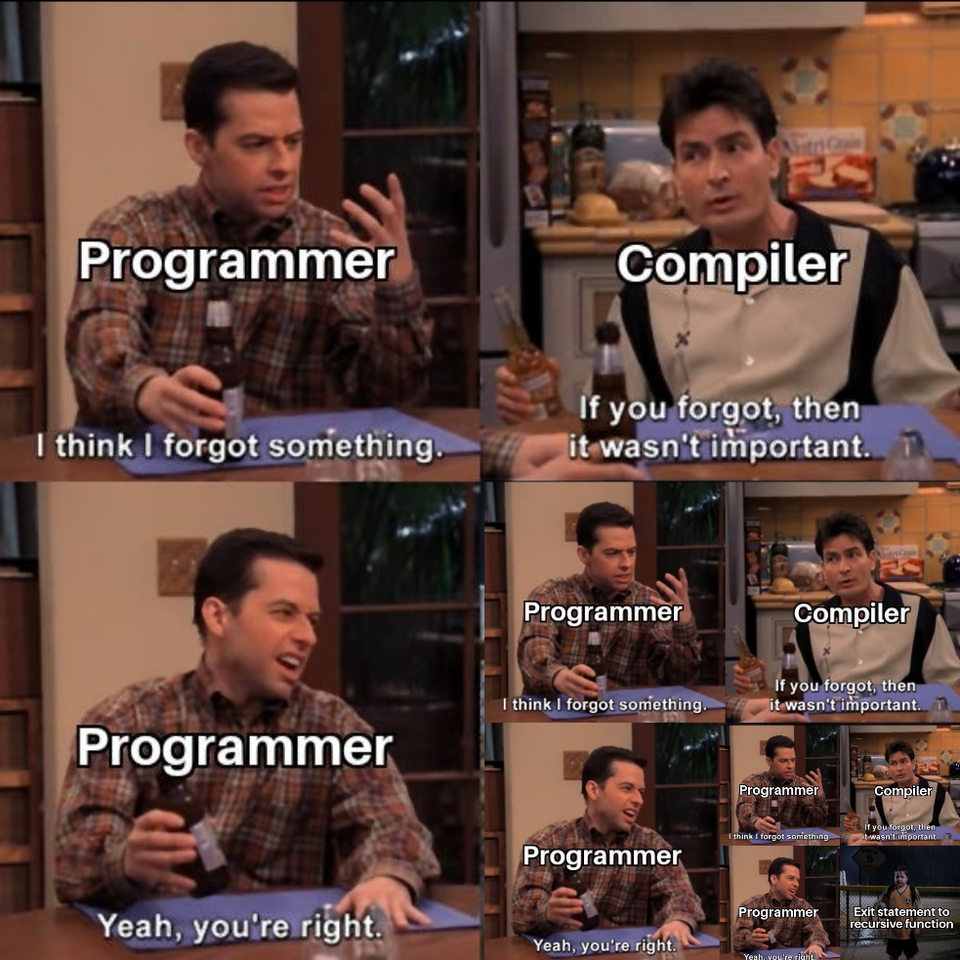 Programmer
I think I forgot something.
Nutri Grain
Compiler
If you forgot, then
it wasn't important.
Programmer
Yeah, you're right.
Programmer
I think I forgot something.
Compiler
If you forgot, then
it wasn't important.
Programmer
Yeah, you're right.
Programmer
I think I forgot something.
Compiler
If you forgot, then
it wasn't important.
Programmer
Yeah, you're right.
Exit statement to
recursive function